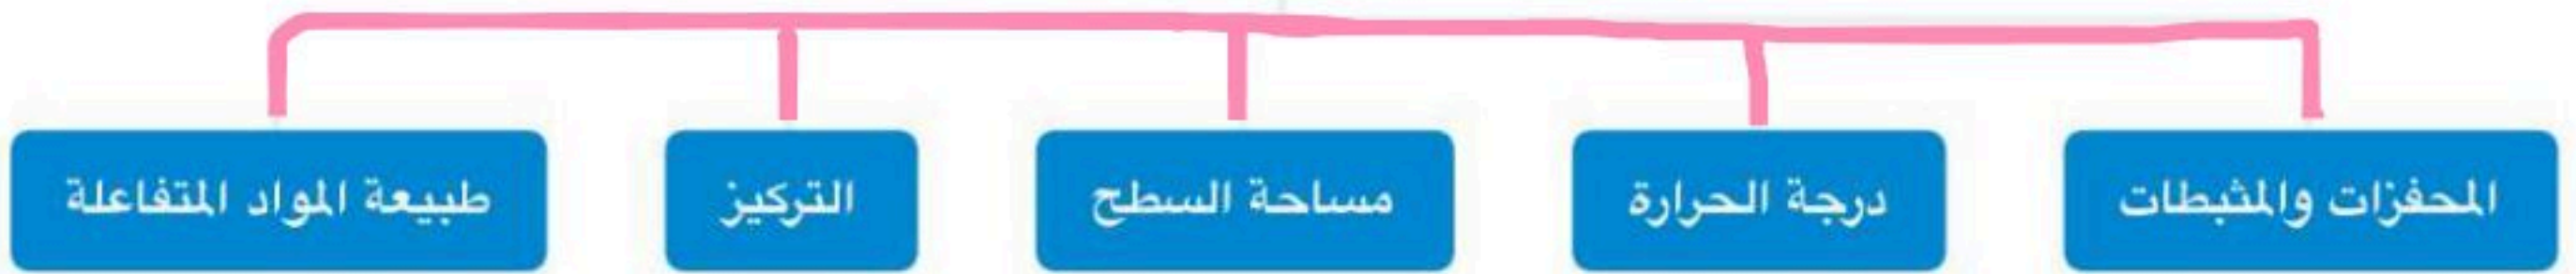 المحفزات والمثبطات
درجة الحرارة
مساحة السطح
التركيز
طبيعة المواد المتفاعلة